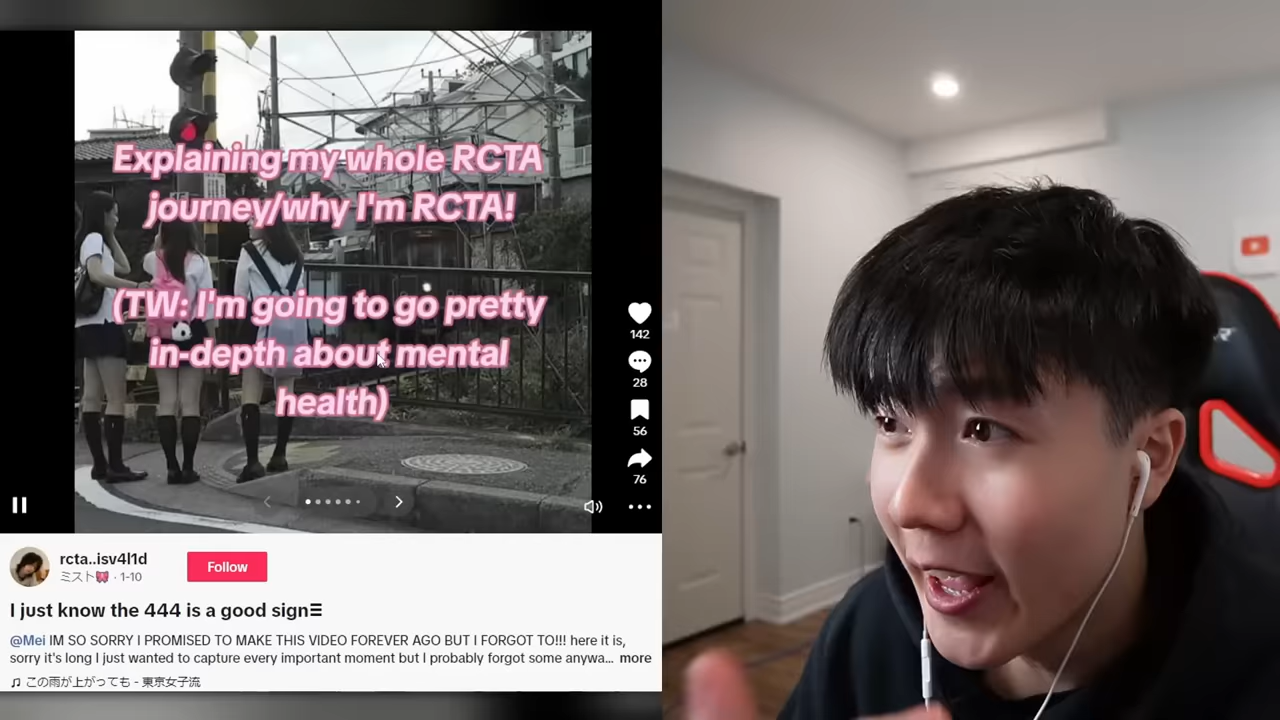 Explaining my whole RCTA
journey/why I'm RCTA!
(TW: I'm going to go pretty
in-depth about mental
health)
142
28
56
76
rcta..isv4l1d
ミスト🎀 · 1-10
Follow
I just know the 444 is a good sign☰
@Mei IM SO SORRY I PROMISED TO MAKE THIS VIDEO FOREVER AGO BUT I FORGOT TO!!! here it is,
sorry it's long I just wanted to capture every important moment but I probably forgot some anywa... more
♫ この雨が上がっても - 東京女子流